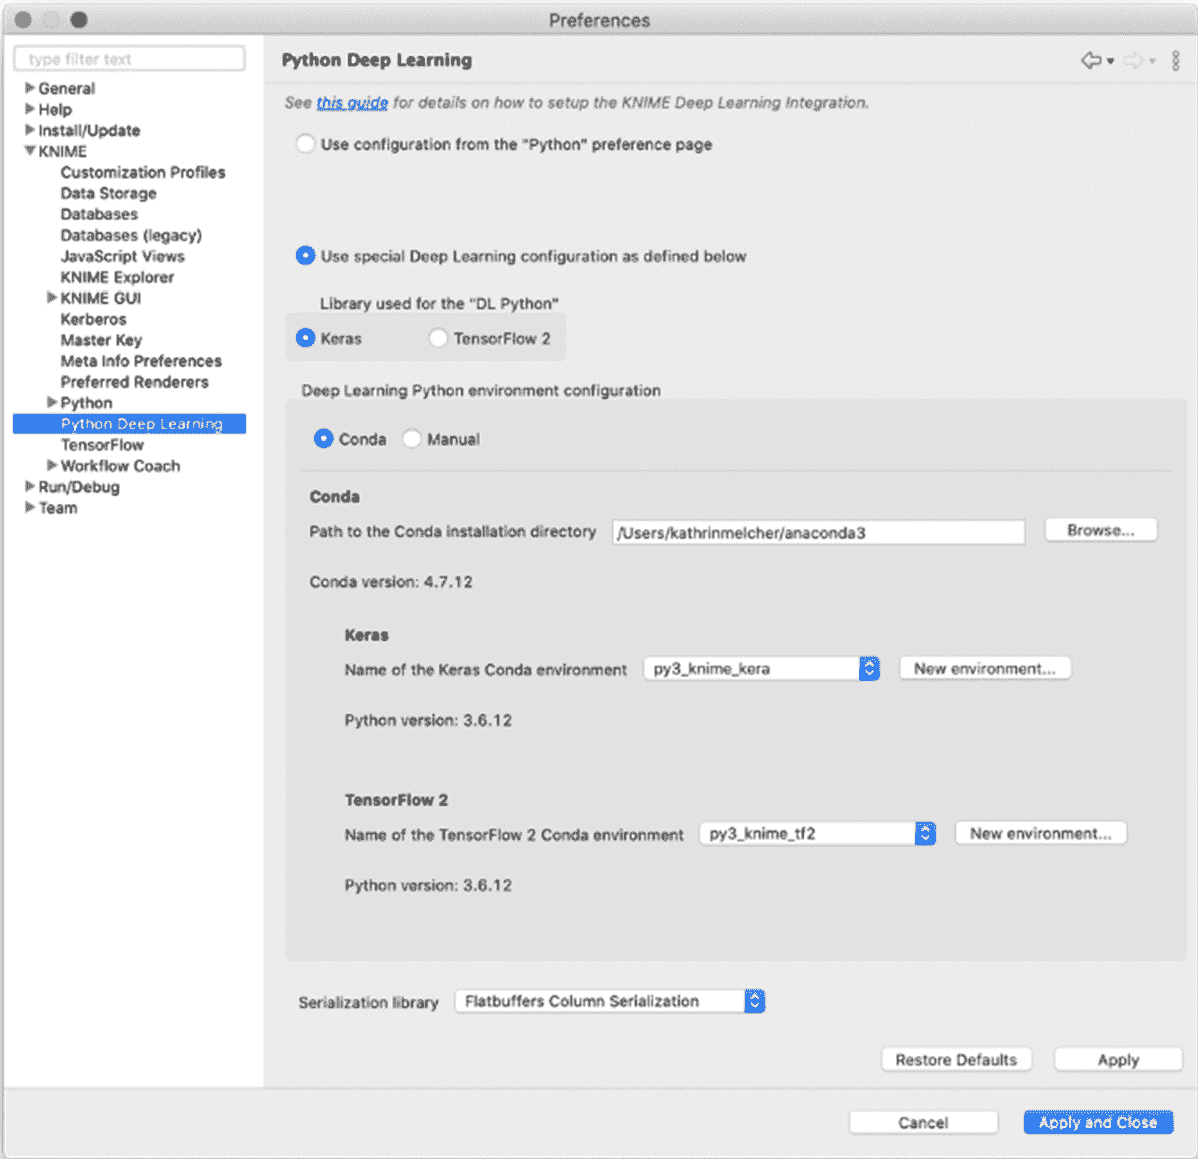 Preferences
type filter text
General
Help
Install/Update
KNIME
Customization Profiles
Data Storage
Databases
Databases (legacy)
JavaScript Views
KNIME Explorer
KNIME GUI
Kerberos
Master Key
Meta Info Preferences
Preferred Renderers
Python
Python Deep Learning
TensorFlow
Workflow Coach
Run/Debug
Team
Python Deep Learning
See this guide for details on how to setup the KNIME Deep Learning Integration.
Use configuration from the "Python" preference page
Use special Deep Learning configuration as defined below
Library used for the "DL Python"
Keras TensorFlow 2
Deep Learning Python environment configuration
Conda Manual
Conda
Path to the Conda installation directory /Users/kathrinmelcher/anaconda3 Browse...
Conda version: 4.7.12
Keras
Name of the Keras Conda environment py3_knime_kera New environment...
Python version: 3.6.12
TensorFlow 2
Name of the TensorFlow 2 Conda environment py3_knime_tf2 New environment...
Python version: 3.6.12
Serialization library Flatbuffers Column Serialization
Restore Defaults Apply
Cancel Apply and Close